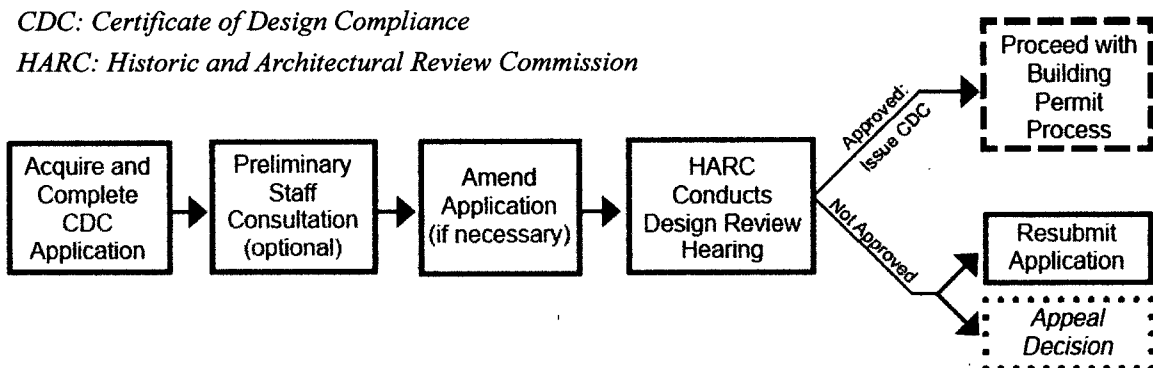 CDC: Certificate of Design Compliance
HARC: Historic and Architectural Review Commission
Acquire and
Complete
CDC
Application
Preliminary
Staff
Consultation
(optional)
Amend
Application
(if necessary)
HARC
Conducts
Design Review
Hearing
Approved:
Issue CDC
Not Approved
Proceed with
Building
Permit
Process
Resubmit
Application
Appeal
Decision